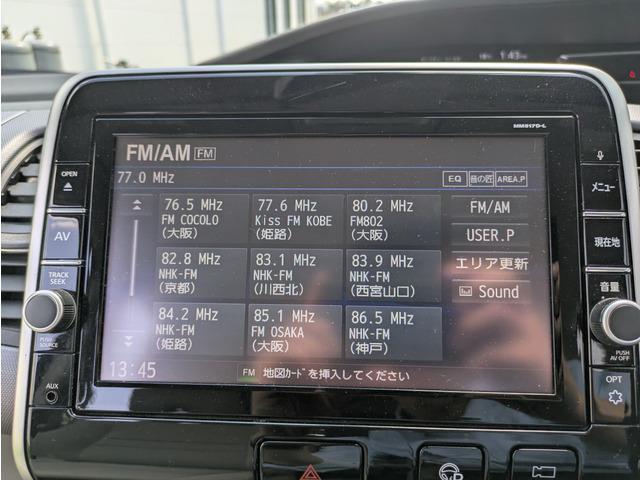 1:43
MM517D-L
FM/AM FM
77.0 MHz
EQ 音の匠 AREA.P
76.5 MHz
FM COCOLO
(大阪)
77.6 MHz
Kiss FM KOBE
(姫路)
80.2 MHz
FM802
(大阪)
FM/AM
USER.P
82.8 MHz
NHK-FM
(京都)
83.1 MHz
NHK-FM
(川西北)
83.9 MHz
NHK-FM
(西宮山口)
エリア更新
Sound
84.2 MHz
NHK-FM
(姫路)
85.1 MHz
FM OSAKA
(大阪)
86.5 MHz
NHK-FM
(神戸)
13:45
FM 地図ｶｰﾄﾞを挿入してください
OPEN
AV
TRACK
SEEK
PUSH
SOURCE
AUX
メニュー
現在地
音量
PUSH
AV OFF
OPT